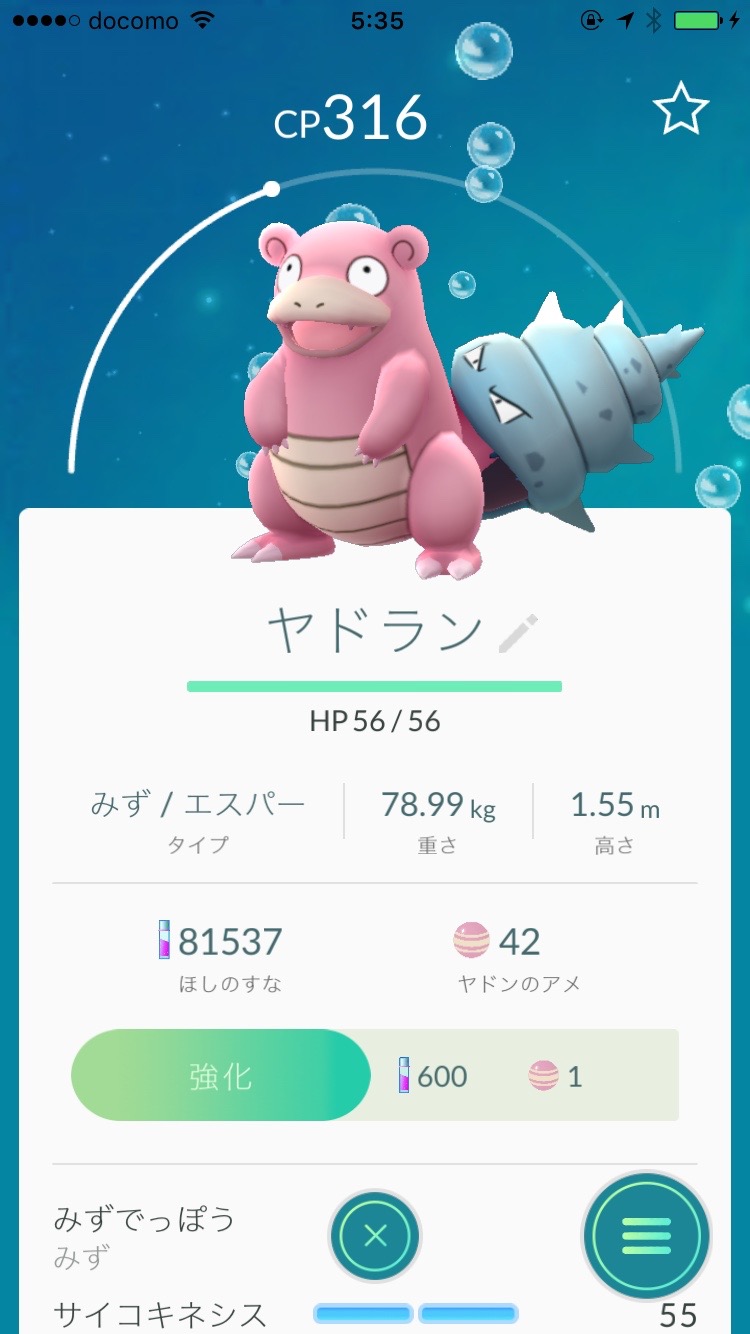 docomo 5:35
CP316
ヤドラン
HP 56 / 56
みず / エスパー 78.99 kg 1.55 m
タイプ 重さ 高さ
81537 42
ほしのすな ヤドンのアメ
強化 600 1
みずでっぽう
みず
サイコキネシス 55